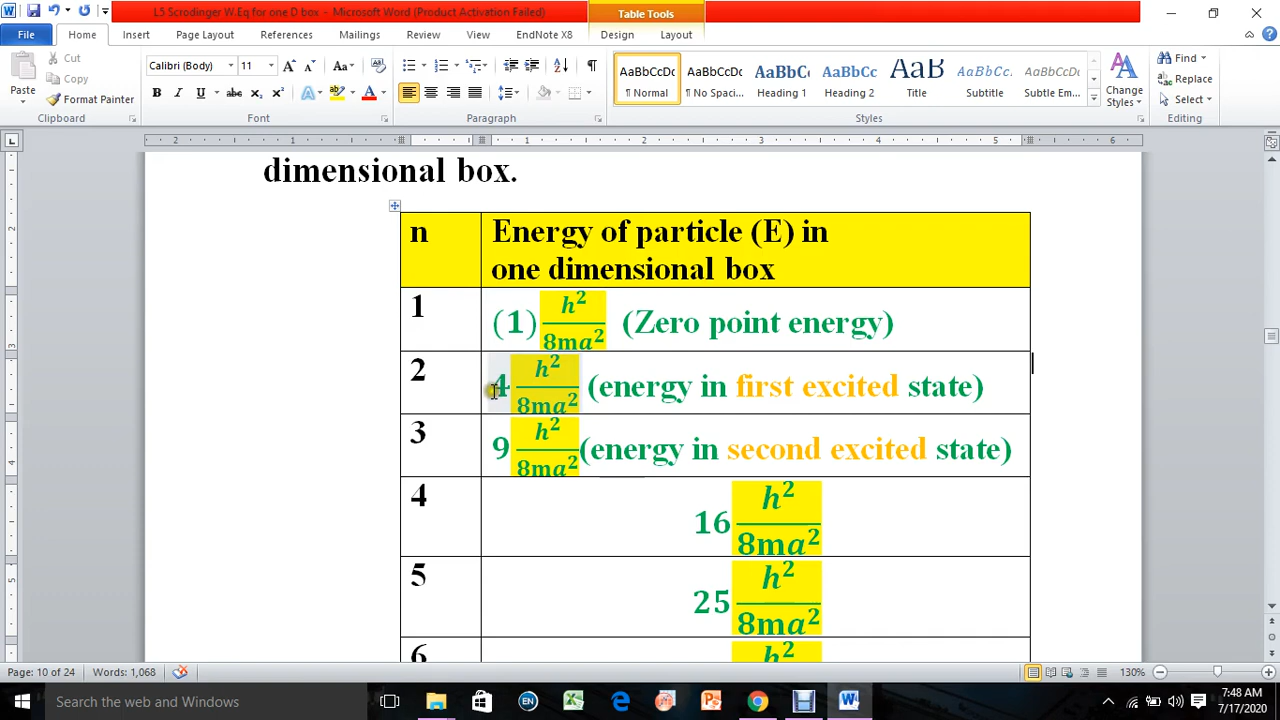 L5 Scrodinger W.Eq for one D box - Microsoft Word (Product Activation Failed)
Table Tools
File Home Insert Page Layout References Mailings Review View EndNote X8 Design Layout
Cut
Copy
Format Painter
Paste
Clipboard
Calibri (Body) 11
Font
Paragraph
AaBbCcDc AaBbCcDc AaBbC AaBbCc AaB AaBbCc. AaBbCcDc
¶ Normal ¶ No Spaci... Heading 1 Heading 2 Title Subtitle Subtle Em...
Styles
Change Styles
Find
Replace
Select
Editing
dimensional box.
n Energy of particle (E) in
one dimensional box
1 (1) h²/8ma² (Zero point energy)
2 4 h²/8ma² (energy in first excited state)
3 9 h²/8ma² (energy in second excited state)
4 16 h²/8ma²
5 25 h²/8ma²
6 h²
Page: 10 of 24 Words: 1,068 130%
Search the web and Windows
7:48 AM
7/17/2020